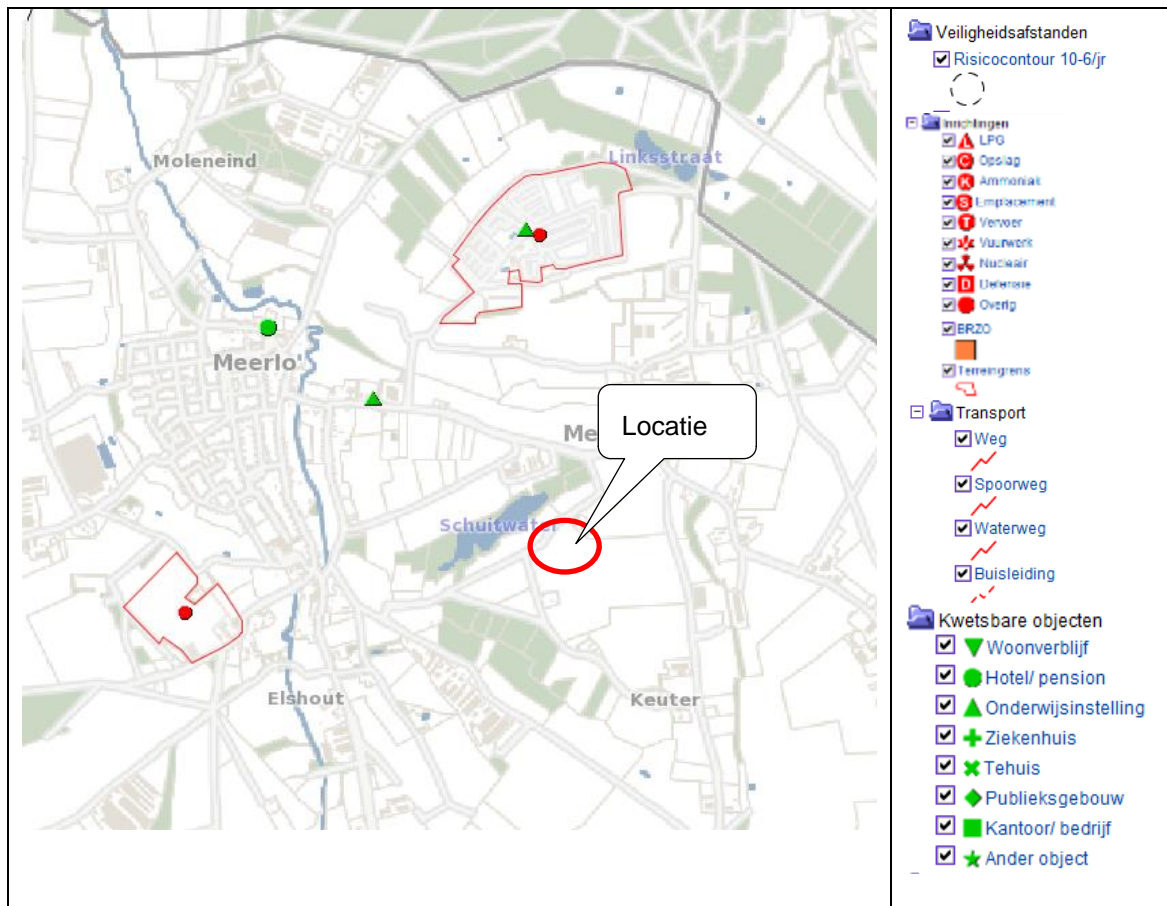 Moleneind
Linksstraat
Meerlo
Locatie
Me
Schuitwater
Elshout
Keuter
Veiligheidsafstanden
Risicocontour 10-6/jr
Inrichtingen
LPG
Opslag
Ammoniak
Emplacement
Vervoer
Vuurwerk
Nucleair
Defensie
Overig
BRZO
Terreingrens
Transport
Weg
Spoorweg
Waterweg
Buisleiding
Kwetsbare objecten
Woonverblijf
Hotel/ pension
Onderwijsinstelling
Ziekenhuis
Tehuis
Publieksgebouw
Kantoor/ bedrijf
Ander object